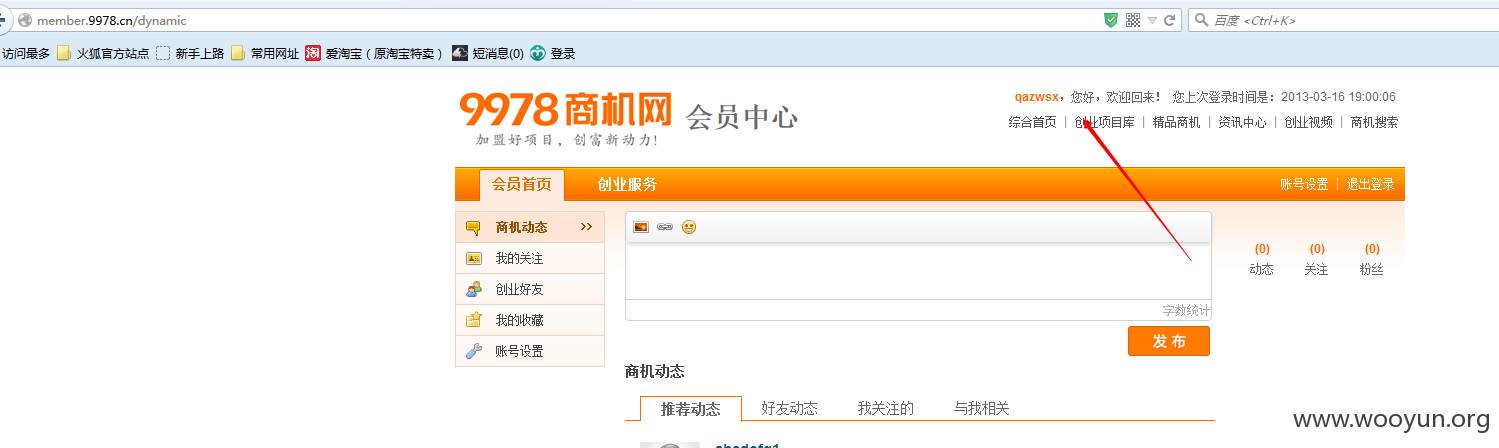 member.9978.cn/dynamic
百度 <Ctrl+K>
访问最多 火狐官方站点 新手上路 常用网址 淘 爱淘宝（原淘宝特卖） 短消息(0) 登录
9978商机网 会员中心
加盟好项目，创富新动力!
qazwsx，您好，欢迎回来！ 您上次登录时间是：2013-03-16 19:00:06
综合首页 | 创业项目库 | 精品商机 | 资讯中心 | 创业视频 | 商机搜索
会员首页 创业服务 账号设置 | 退出登录
商机动态 >>
我的关注
创业好友
我的收藏
账号设置
字数统计
发布
(0) (0) (0)
动态 关注 粉丝
商机动态
推荐动态 好友动态 我关注的 与我相关
abcdefg1
www.wooyun.org